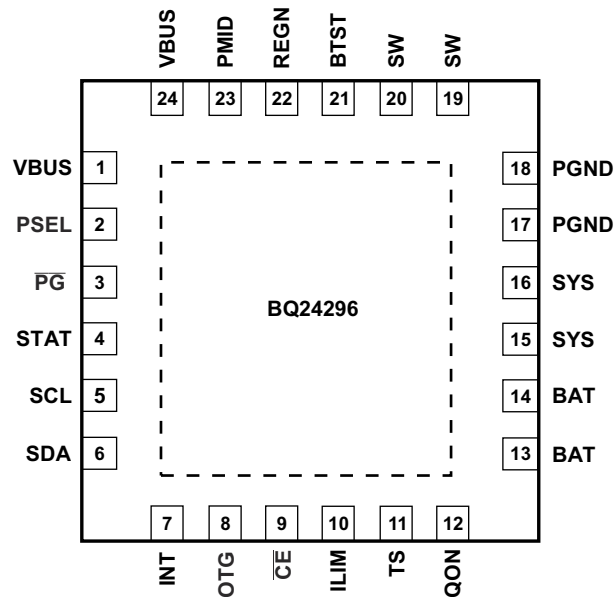 VBUS PMID REGN BTST SW SW
24 23 22 21 20 19
VBUS 1 18 PGND
PSEL 2 17 PGND
P̅G̅ 3 16 SYS
STAT 4 15 SYS
BQ24296
SCL 5 14 BAT
SDA 6 13 BAT
7 8 9 10 11 12
INT OTG C̅E̅ ILIM TS QON